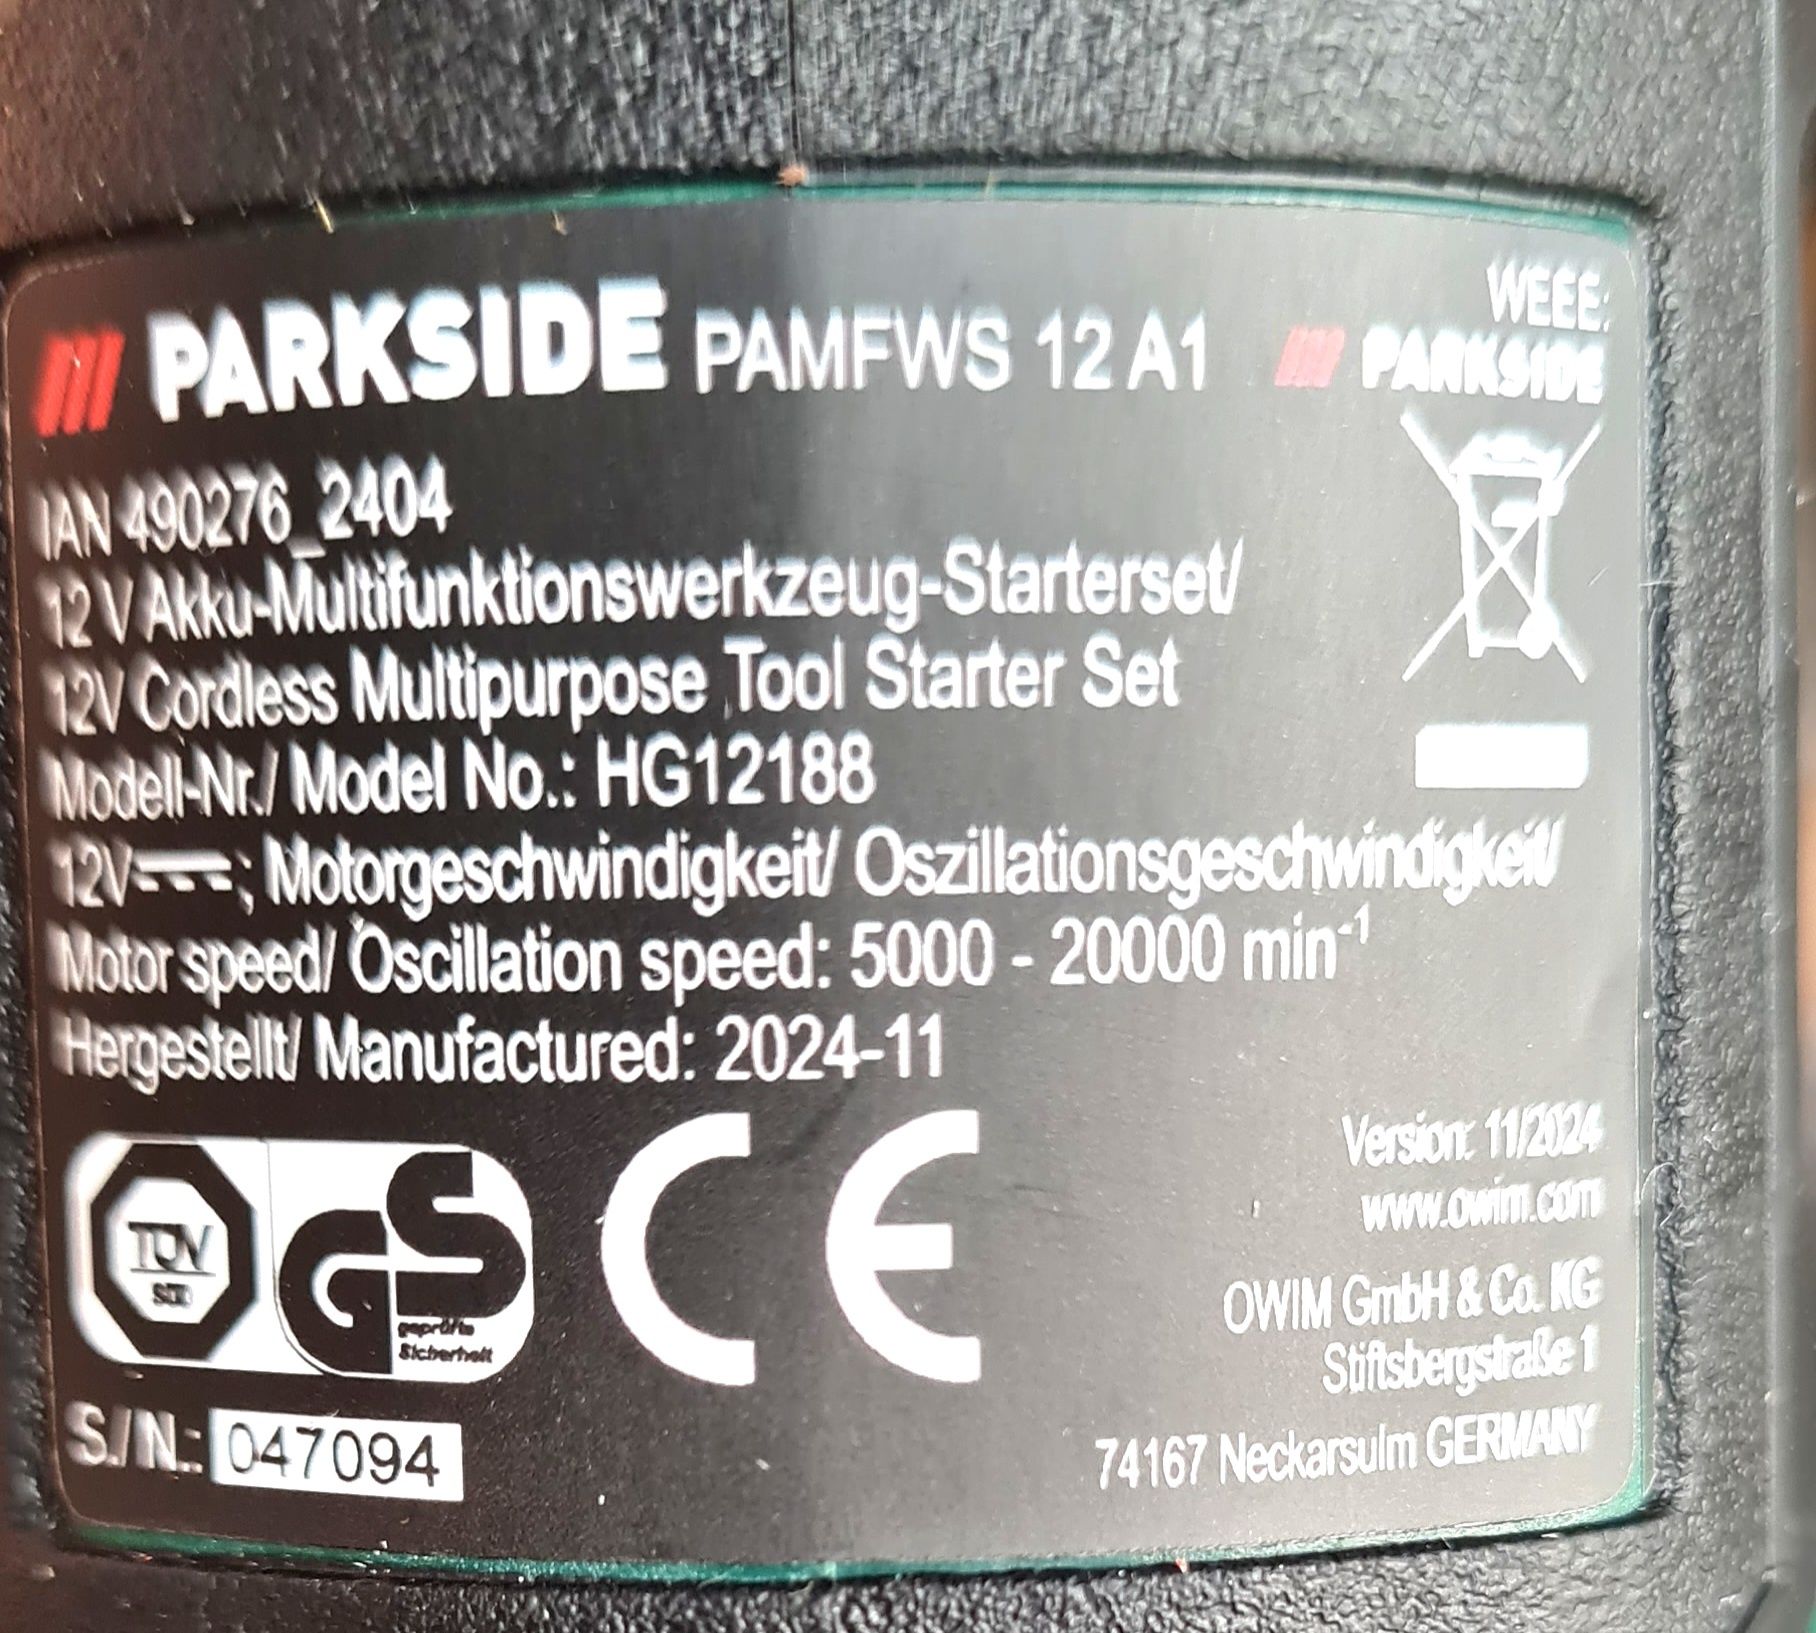 PARKSIDE PAMFWS 12 A1
WEEE:
PARKSIDE
IAN 490276_2404
12 V Akku-Multifunktionswerkzeug-Starterset/
12V Cordless Multipurpose Tool Starter Set
Modell-Nr./ Model No.: HG12188
12V⎓; Motorgeschwindigkeit/ Oszillationsgeschwindigkeit/
Motor speed/ Oscillation speed: 5000 - 20000 min⁻¹
Hergestellt/ Manufactured: 2024-11
TÜV
SÜD
GS
geprüfte
Sicherheit
CE
Version: 11/2024
www.owim.com
OWIM GmbH & Co. KG
Stiftsbergstraße 1
74167 Neckarsulm GERMANY
S./N.: 047094